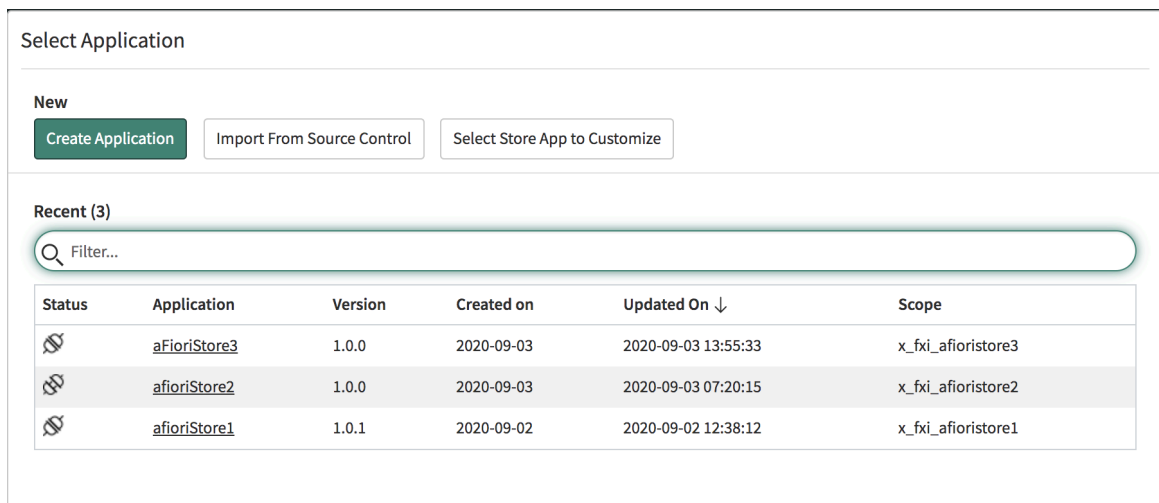 Select Application
New
Create Application Import From Source Control Select Store App to Customize
Recent (3)
Filter...
Status Application Version Created on Updated On ↓ Scope
aFioriStore3 1.0.0 2020-09-03 2020-09-03 13:55:33 x_fxi_afioristore3
afioriStore2 1.0.0 2020-09-03 2020-09-03 07:20:15 x_fxi_afioristore2
afioriStore1 1.0.1 2020-09-02 2020-09-02 12:38:12 x_fxi_afioristore1